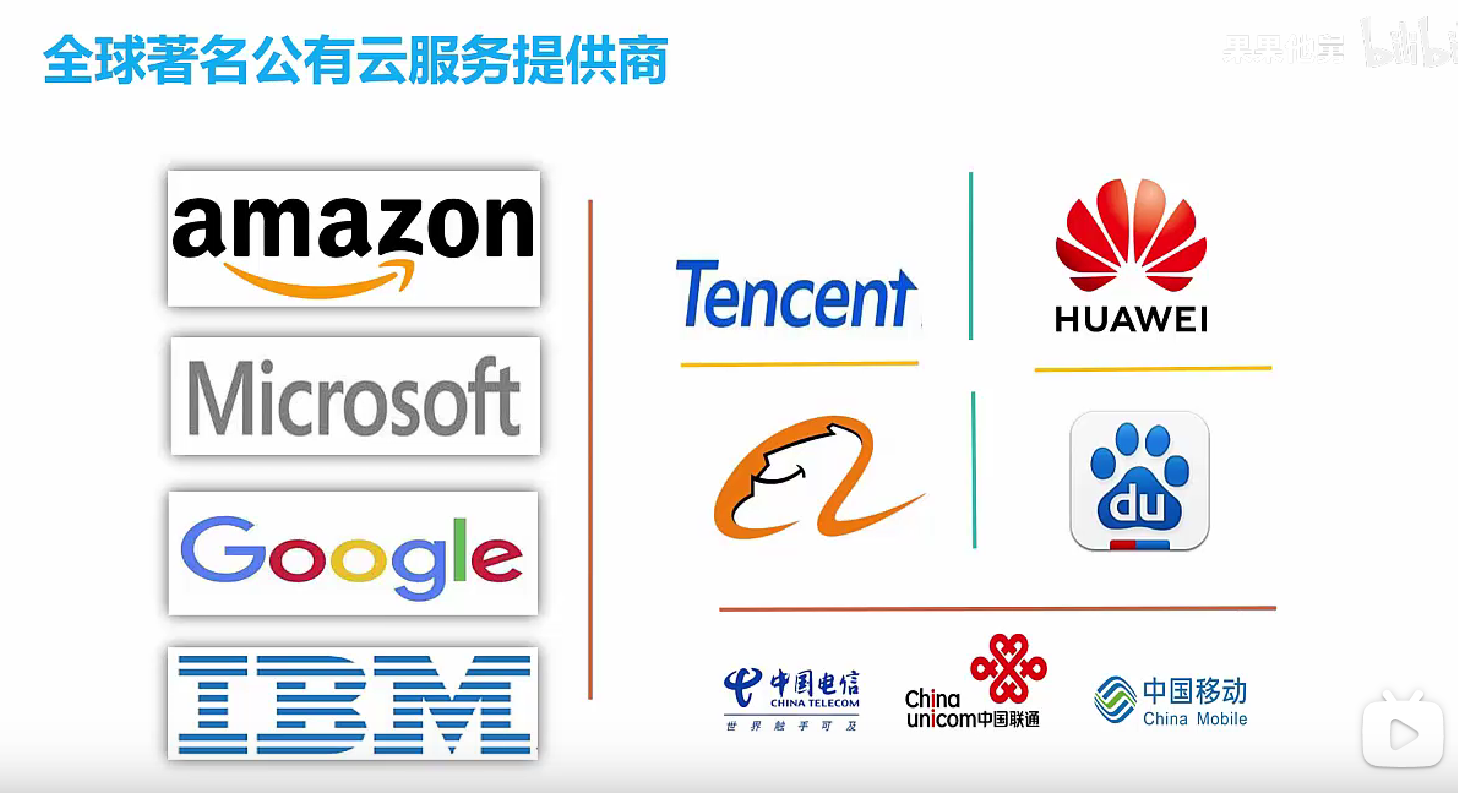 全球著名公有云服务提供商
果果他爸 bilibi
amazon
Microsoft
Google
IBM
Tencent
HUAWEI
du
中国电信
CHINA TELECOM
世界触手可及
China
unicom中国联通
中国移动
China Mobile